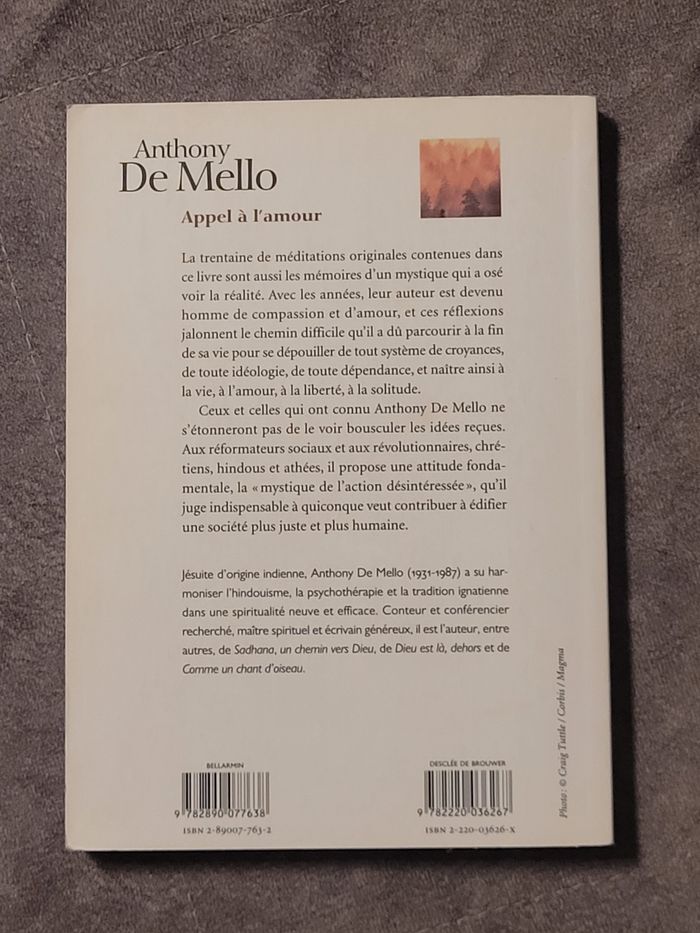 Anthony
De Mello
Appel à l'amour
La trentaine de méditations originales contenues dans
ce livre sont aussi les mémoires d'un mystique qui a osé
voir la réalité. Avec les années, leur auteur est devenu
homme de compassion et d'amour, et ces réflexions
jalonnent le chemin difficile qu'il a dû parcourir à la fin
de sa vie pour se dépouiller de tout système de croyances,
de toute idéologie, de toute dépendance, et naître ainsi à
la vie, à l'amour, à la liberté, à la solitude.
Ceux et celles qui ont connu Anthony De Mello ne
s'étonneront pas de le voir bousculer les idées reçues.
Aux réformateurs sociaux et aux révolutionnaires, chré-
tiens, hindous et athées, il propose une attitude fonda-
mentale, la « mystique de l'action désintéressée », qu'il
juge indispensable à quiconque veut contribuer à édifier
une société plus juste et plus humaine.
Jésuite d'origine indienne, Anthony De Mello (1931-1987) a su har-
moniser l'hindouisme, la psychothérapie et la tradition ignatienne
dans une spiritualité neuve et efficace. Conteur et conférencier
recherché, maître spirituel et écrivain généreux, il est l'auteur, entre
autres, de Sadhana, un chemin vers Dieu, de Dieu est là, dehors et de
Comme un chant d'oiseau.
BELLARMIN
9 782890 077638
ISBN 2-89007-763-2
DESCLÉE DE BROUWER
9 782220 036267
ISBN 2-220-03626-X
Photo : © Craig Tuttle / Corbis / Magma